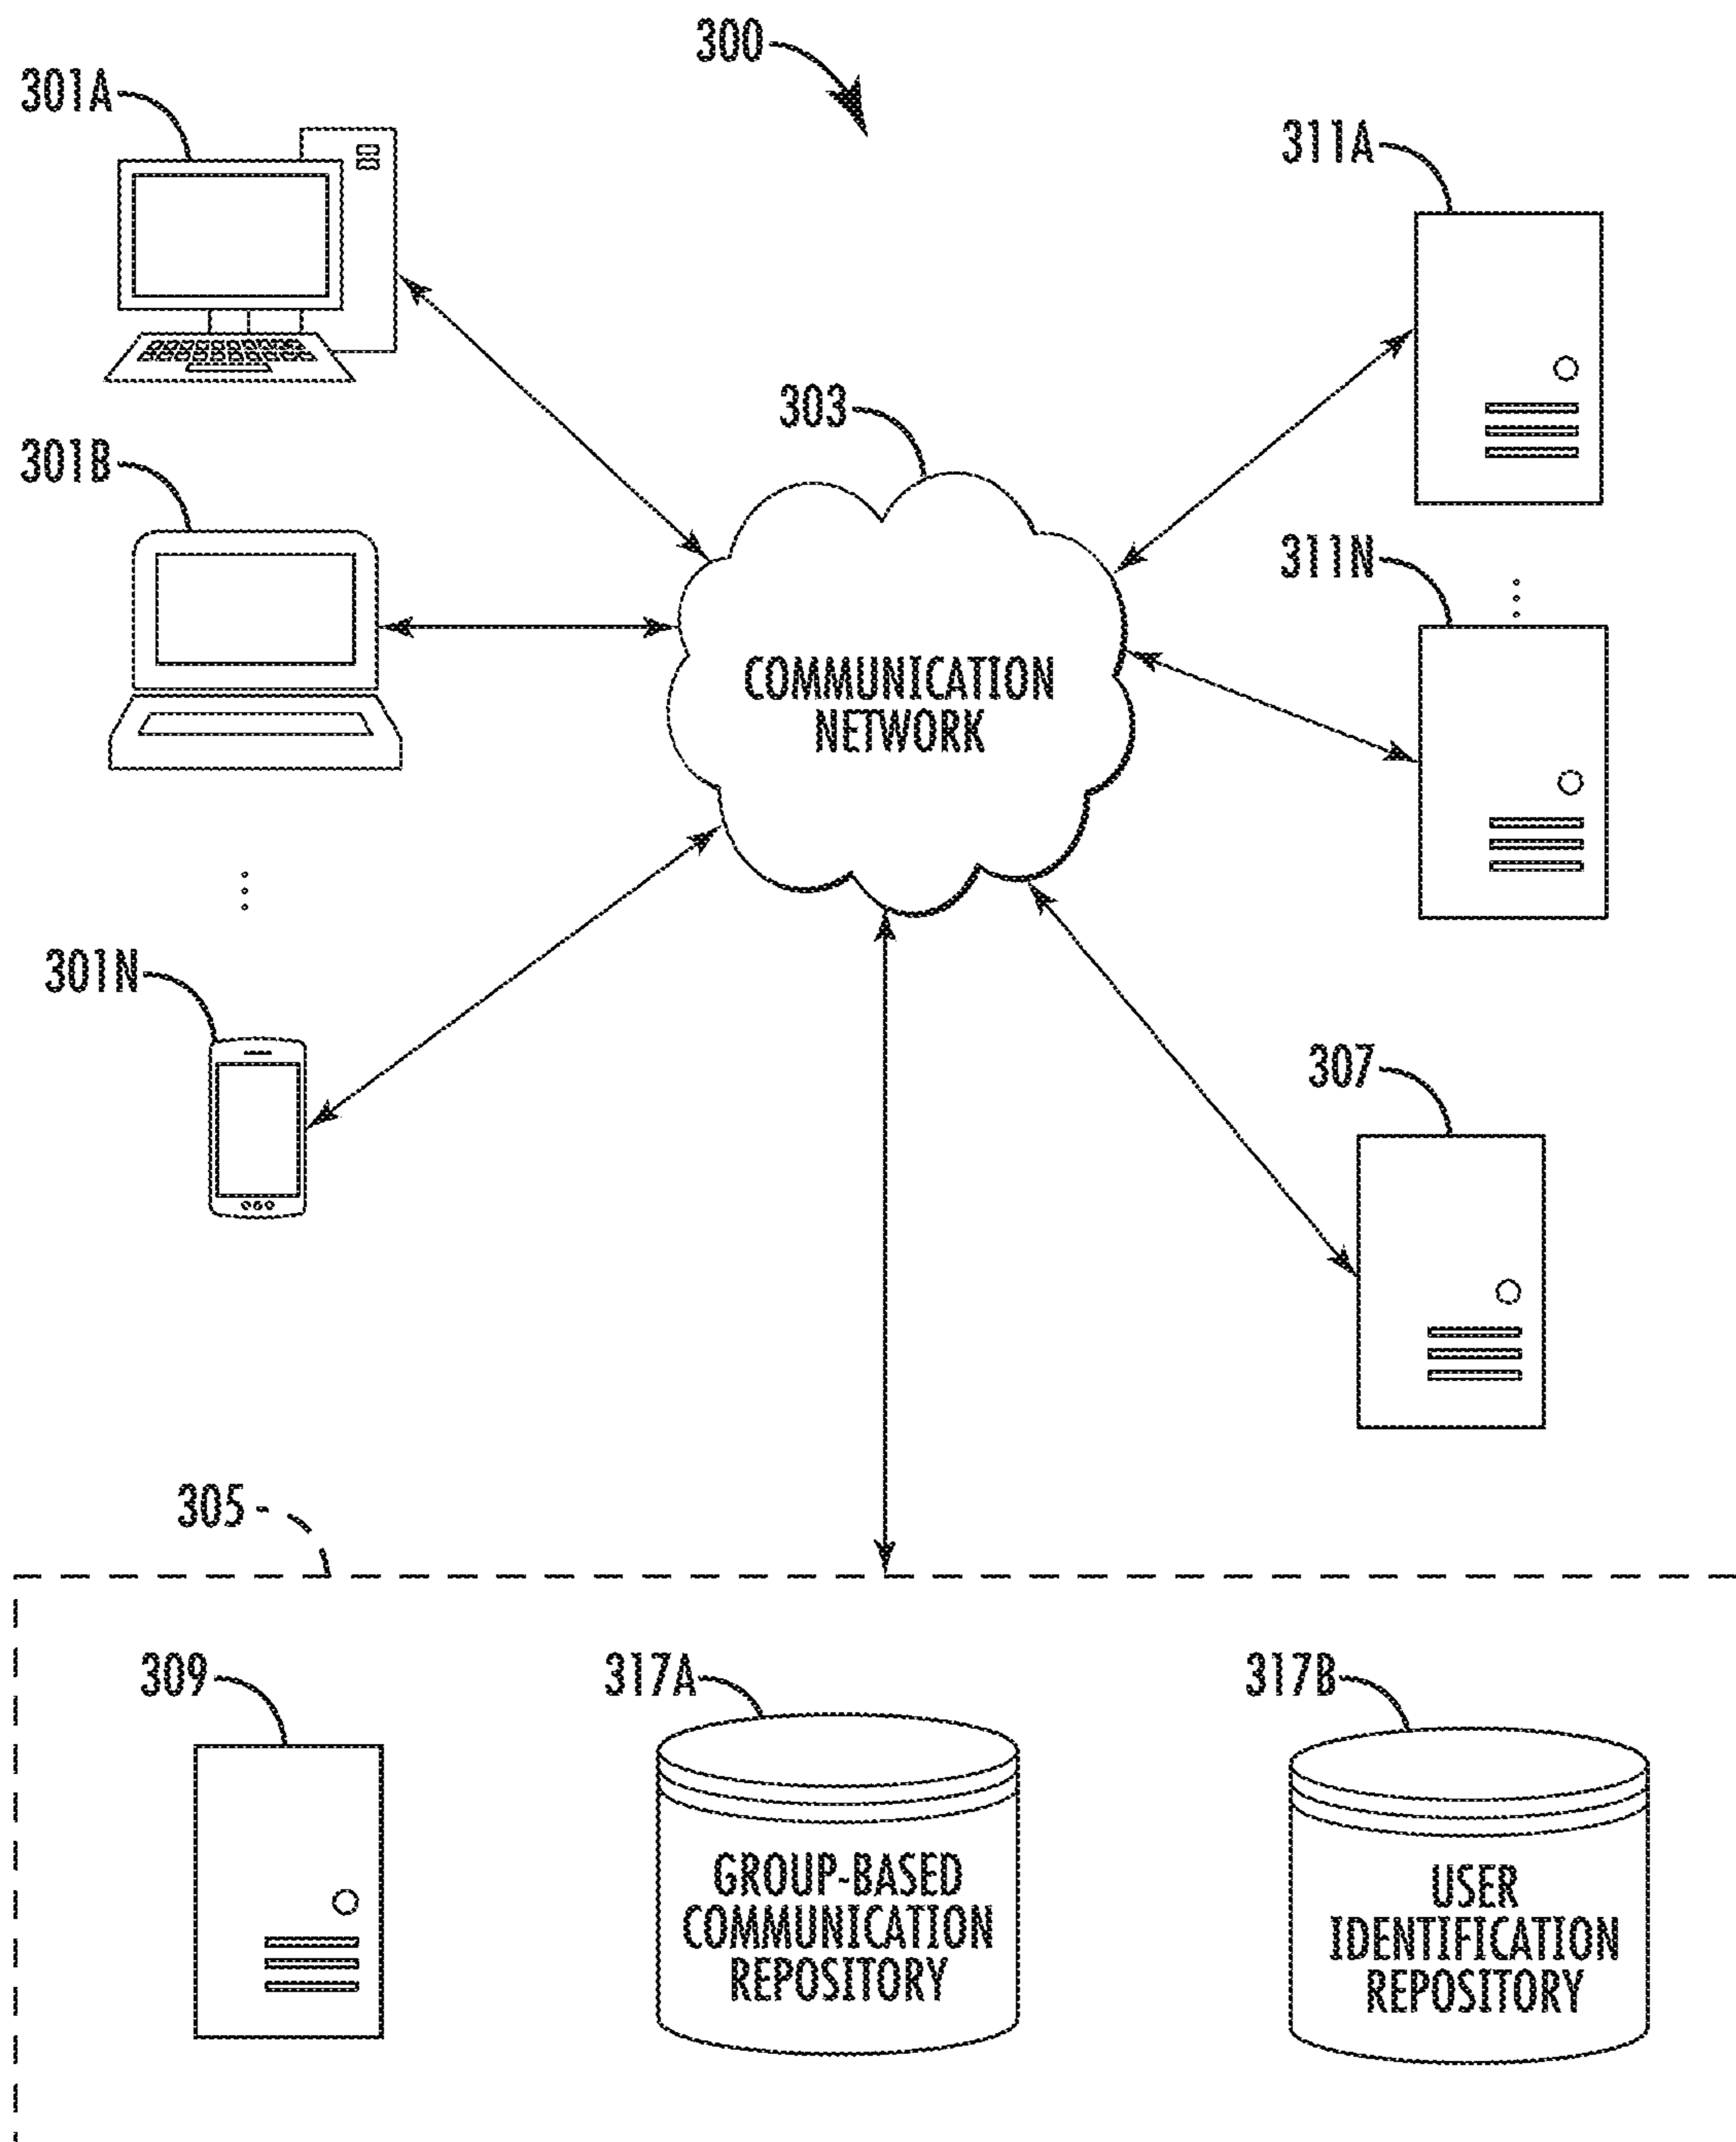 300
301A
311A
303
301B
311N
COMMUNICATION
NETWORK
301N
307
305
309
317A
317B
GROUP-BASED
COMMUNICATION
REPOSITORY
USER
IDENTIFICATION
REPOSITORY